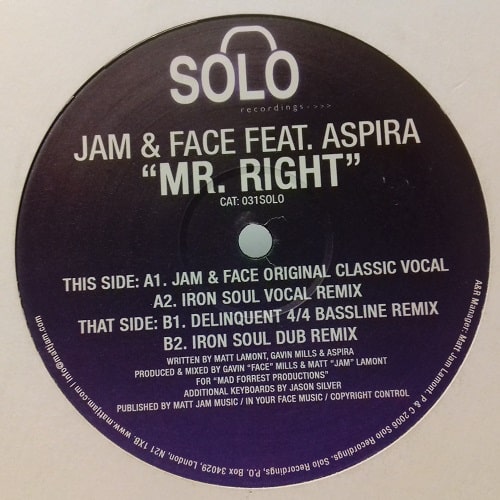 SOLO
recordings->>>
JAM & FACE FEAT. ASPIRA
“MR. RIGHT”
CAT: 031SOLO
THIS SIDE: A1. JAM & FACE ORIGINAL CLASSIC VOCAL
A2. IRON SOUL VOCAL REMIX
THAT SIDE: B1. DELINQUENT 4/4 BASSLINE REMIX
B2. IRON SOUL DUB REMIX
WRITTEN BY MATT LAMONT, GAVIN MILLS & ASPIRA
PRODUCED & MIXED BY GAVIN “FACE” MILLS & MATT “JAM” LAMONT
FOR “MAD FORREST PRODUCTIONS”
ADDITIONAL KEYBOARDS BY JASON SILVER
PUBLISHED BY MATT JAM MUSIC / IN YOUR FACE MUSIC / COPYRIGHT CONTROL
A&R Manager: Matt Jam Lamont. P & C 2006 Solo Recordings. Solo Recordings, P.O. Box 34029, London, N21 1XB. www.mattjam.com / info@mattjam.com